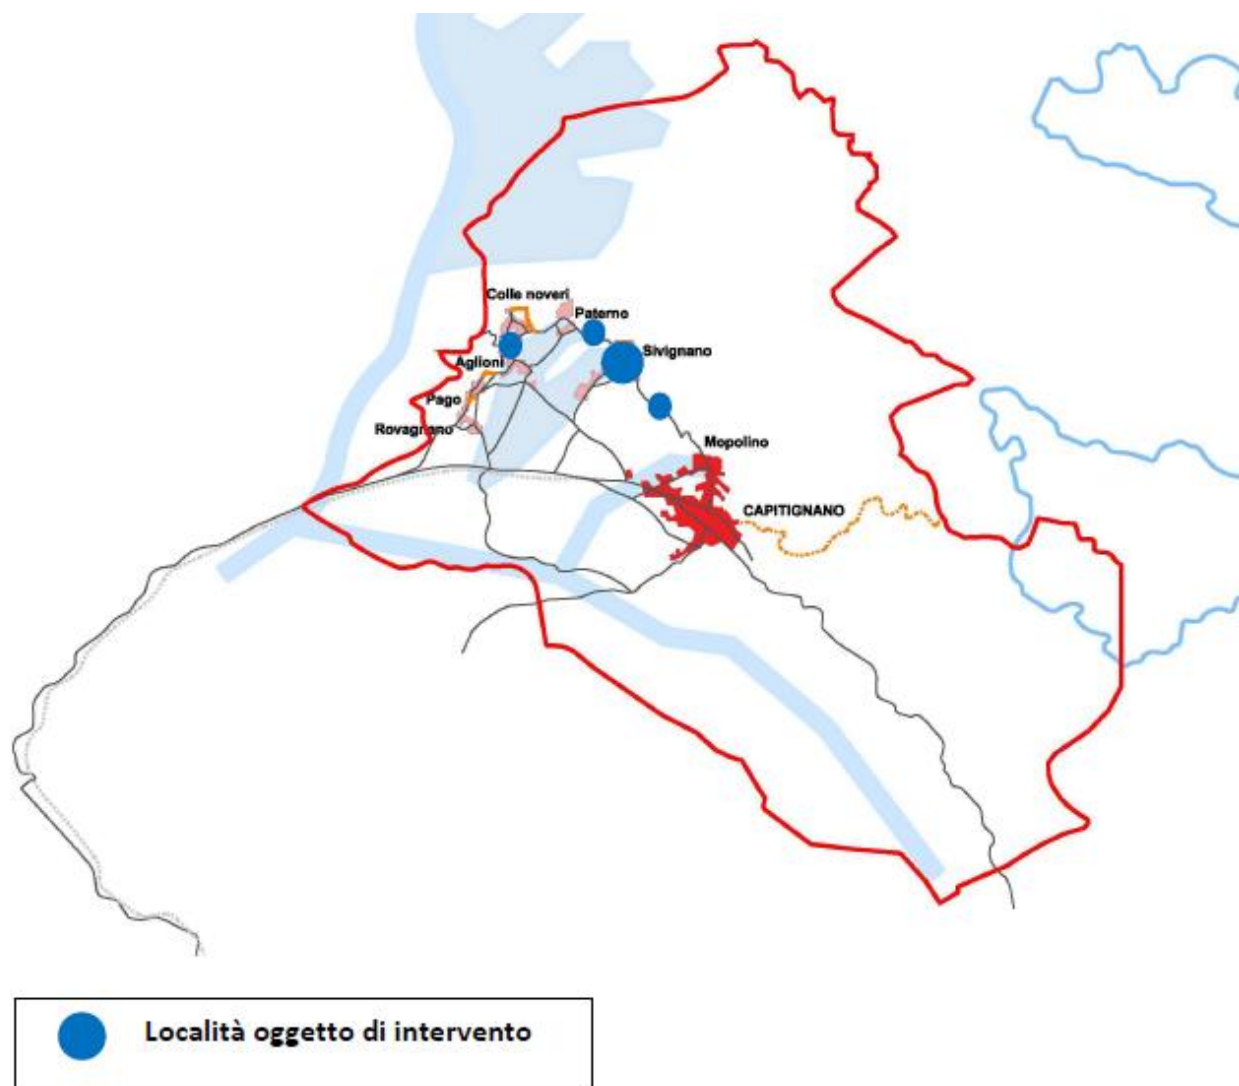 Colle noveri
Paterno
Sivignano
Aglioni
Pago
Rovagnano
Mopolino
CAPITIGNANO
Località oggetto di intervento